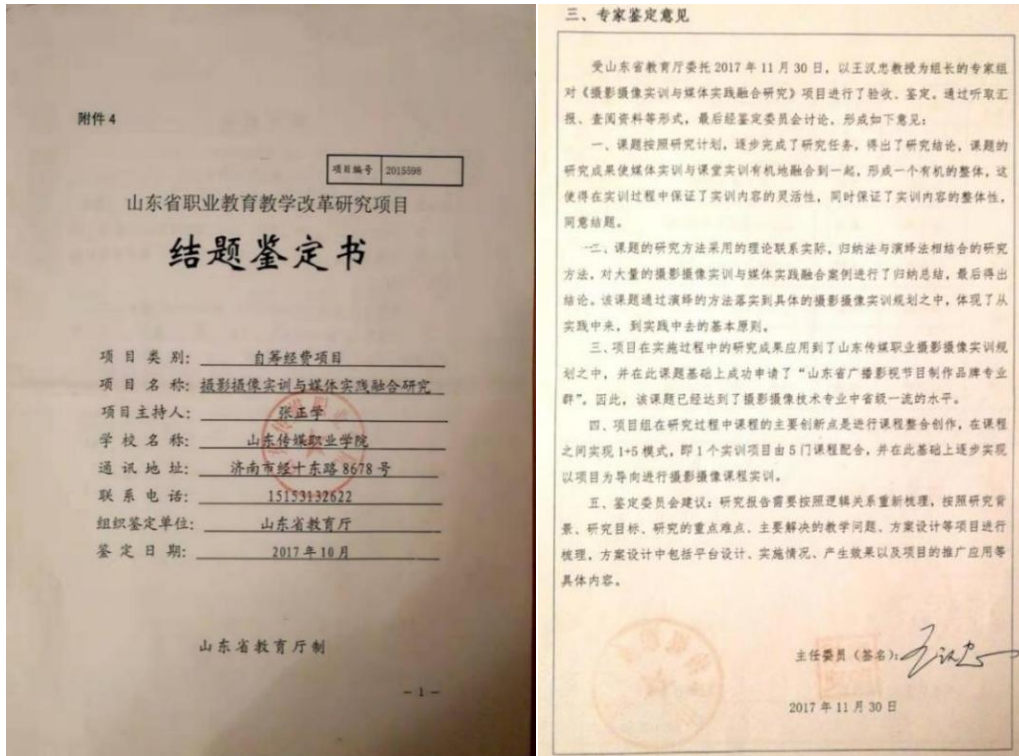 附件4
项目编号 2015598
山东省职业教育教学改革研究项目
结题鉴定书
项目类别: 自筹经费项目
项目名称: 摄影摄像实训与媒体实践融合研究
项目主持人: 张正学
学校名称: 山东传媒职业学院
通讯地址: 济南市经十东路8678号
联系电话: 15153132622
组织鉴定单位: 山东省教育厅
鉴定日期: 2017年10月
山东省教育厅制
- 1 -
三、专家鉴定意见
受山东省教育厅委托2017年11月30日，以王汉忠教授为组长的专家组
对《摄影摄像实训与媒体实践融合研究》项目进行了验收、鉴定。通过听取汇
报、查阅资料等形式，最后经鉴定委员会讨论，形成如下意见：
一、课题按照研究计划，逐步完成了研究任务，得出了研究结论，课题的
研究成果使媒体实训与课堂实训有机地融合到一起，形成一个有机的整体，这
使得在实训过程中保证了实训内容的灵活性，同时保证了实训内容的整体性，
同意结题。
二、课题的研究方法采用的理论联系实际，归纳法与演绎法相结合的研究
方法，对大量的摄影摄像实训与媒体实践融合案例进行了归纳总结，最后得出
结论。该课题通过演绎的方法落实到具体的摄影摄像实训规划之中，体现了从
实践中来，到实践中去的基本原则。
三、项目在实施过程中的研究成果应用到了山东传媒职业摄影摄像实训规
划之中，并在此课题基础上成功申请了“山东省广播影视节目制作品牌专业
群”。因此，该课题已经达到了摄影摄像技术专业中省级一流的水平。
四、项目组在研究过程中课程的主要创新点是进行课程整合创作，在课程
之间实现1+5模式，即1个实训项目由5门课程配合，并在此基础上逐步实现
以项目为导向进行摄影摄像课程实训。
五、鉴定委员会建议：研究报告需要按照逻辑关系重新梳理，按照研究背
景、研究目标、研究的重点难点、主要解决的教学问题、方案设计等项目进行
梳理，方案设计中包括平台设计、实施情况、产生效果以及项目的推广应用等
具体内容。
主任委员（签名）：王汉忠
2017年11月30日